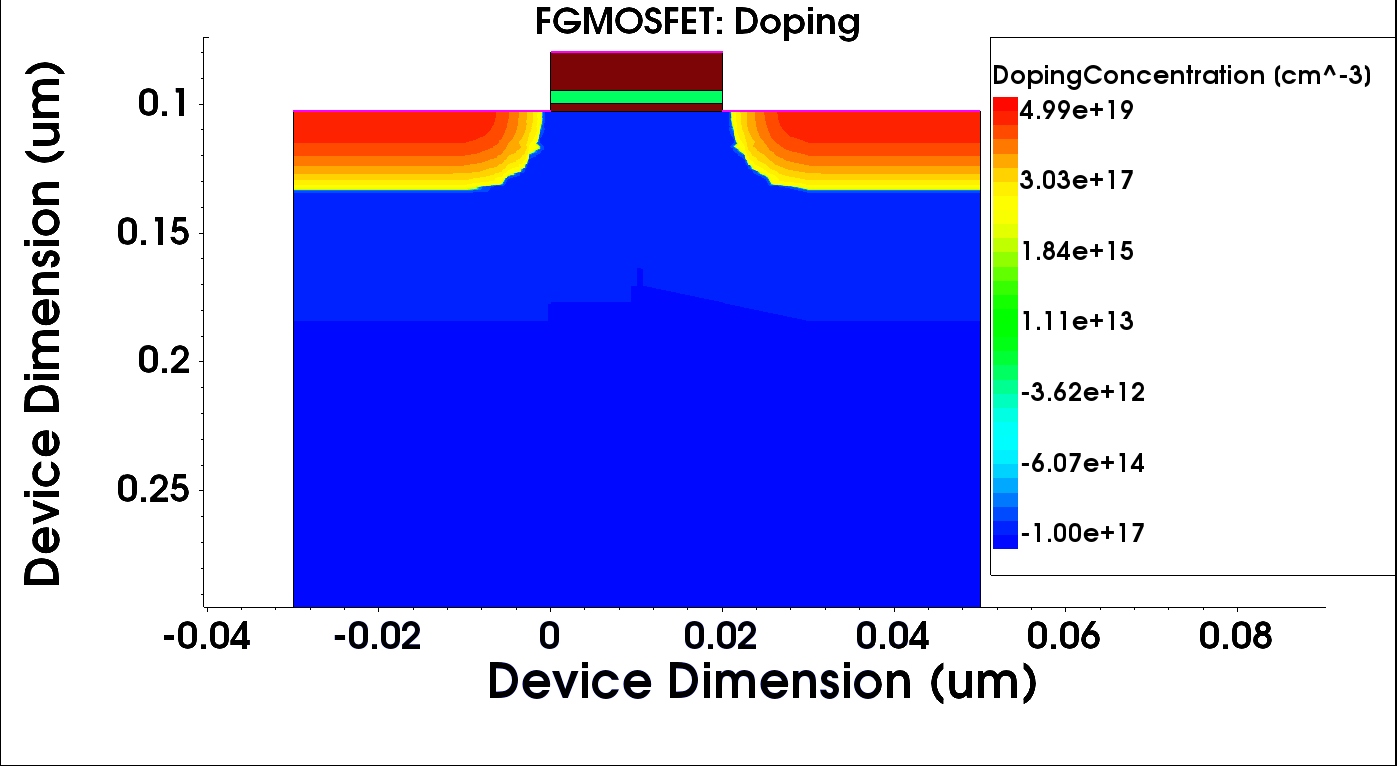 FGMOSFET: Doping
Device Dimension (um)
0.1
0.15
0.2
0.25
-0.04 -0.02 0 0.02 0.04 0.06 0.08
Device Dimension (um)
DopingConcentration (cm^-3)
4.99e+19
3.03e+17
1.84e+15
1.11e+13
-3.62e+12
-6.07e+14
-1.00e+17